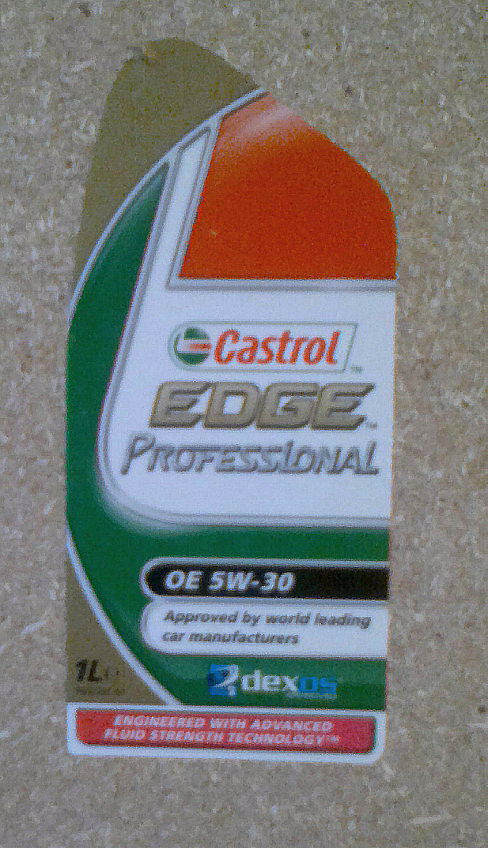 Castrol
EDGE
PROFESSIONAL
OE 5W-30
Approved by world leading
car manufacturers
1L
dexos
ENGINEERED WITH ADVANCED
FLUID STRENGTH TECHNOLOGY™